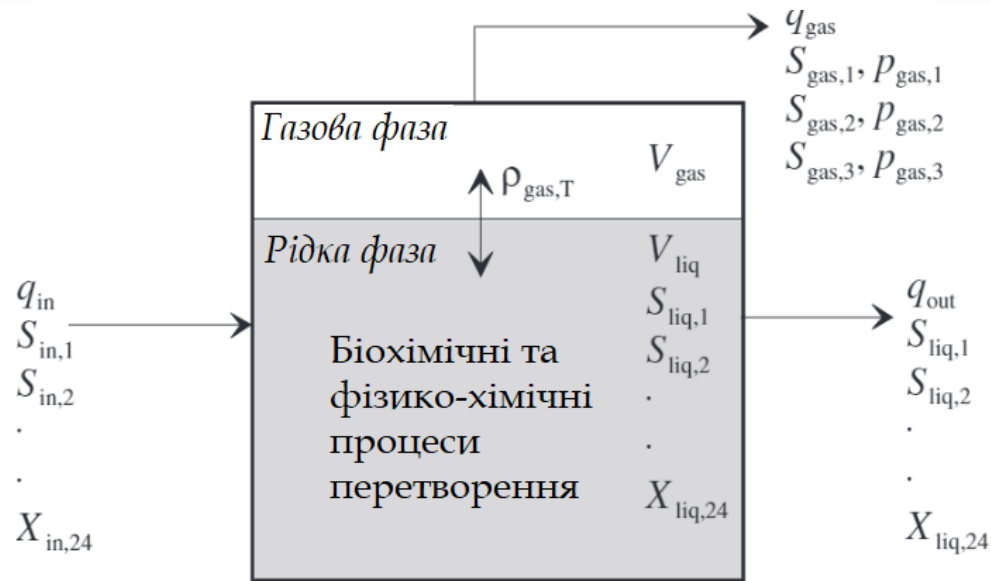 q_gas
S_gas,1, p_gas,1
S_gas,2, p_gas,2
S_gas,3, p_gas,3
Газова фаза
V_gas
ρ_gas,T
Рідка фаза
V_liq
S_liq,1
S_liq,2
.
.
X_liq,24
Біохімічні та
фізико-хімічні
процеси
перетворення
q_in
S_in,1
S_in,2
.
.
X_in,24
q_out
S_liq,1
S_liq,2
.
.
X_liq,24